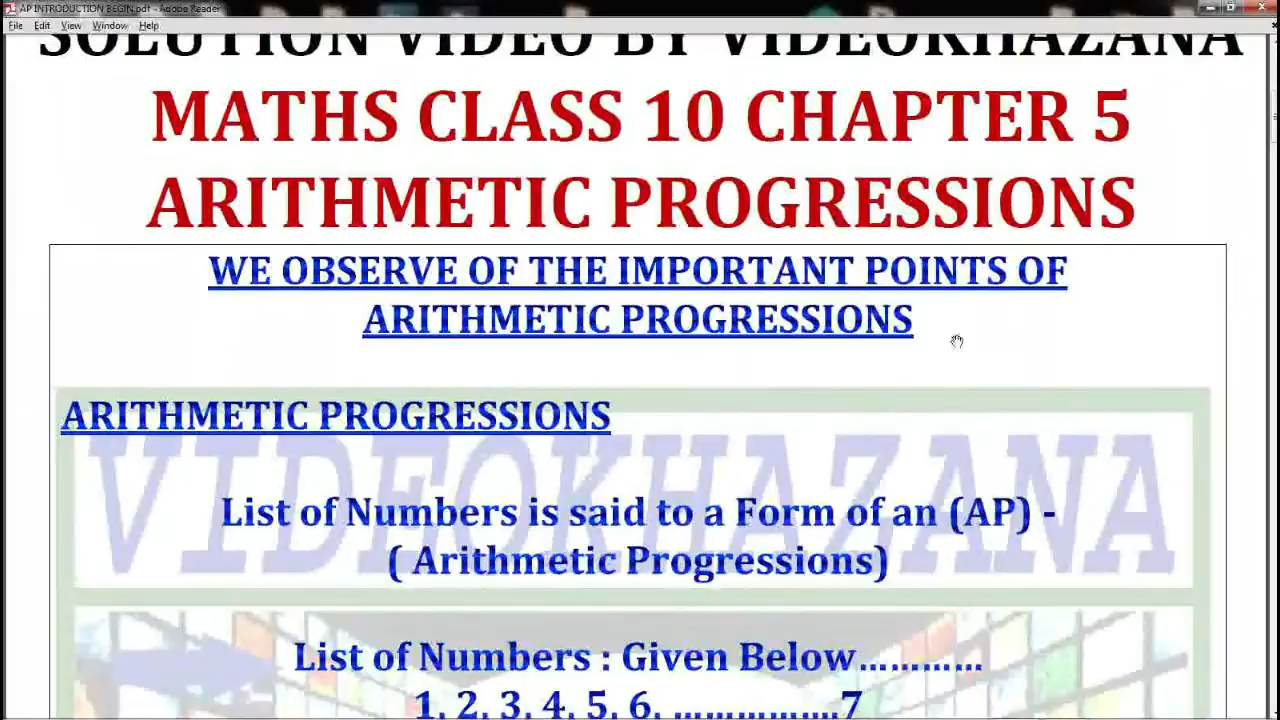 AP INTRODUCTION BEGIN.pdf - Adobe Reader
File Edit View Window Help
SOLUTION VIDEO BY VIDEOKHAZANA
MATHS CLASS 10 CHAPTER 5
ARITHMETIC PROGRESSIONS
WE OBSERVE OF THE IMPORTANT POINTS OF
ARITHMETIC PROGRESSIONS
ARITHMETIC PROGRESSIONS
VIDEOKHAZANA
List of Numbers is said to a Form of an (AP) -
( Arithmetic Progressions)
List of Numbers : Given Below............
1, 2, 3, 4, 5, 6, ................7